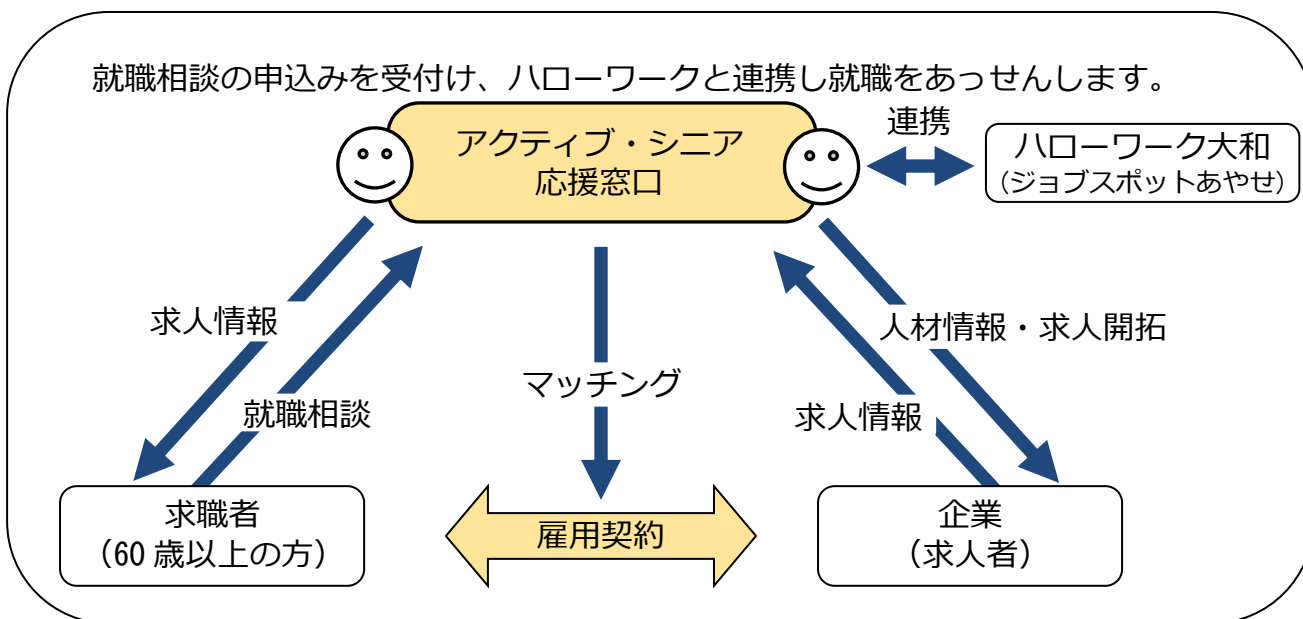 就職相談の申込みを受付け、ハローワークと連携し就職をあっせんします。
アクティブ・シニア
応援窓口
連携
ハローワーク大和
（ジョブスポットあやせ）
求人情報
就職相談
マッチング
人材情報・求人開拓
求人情報
求職者
（60 歳以上の方）
雇用契約
企業
（求人者）